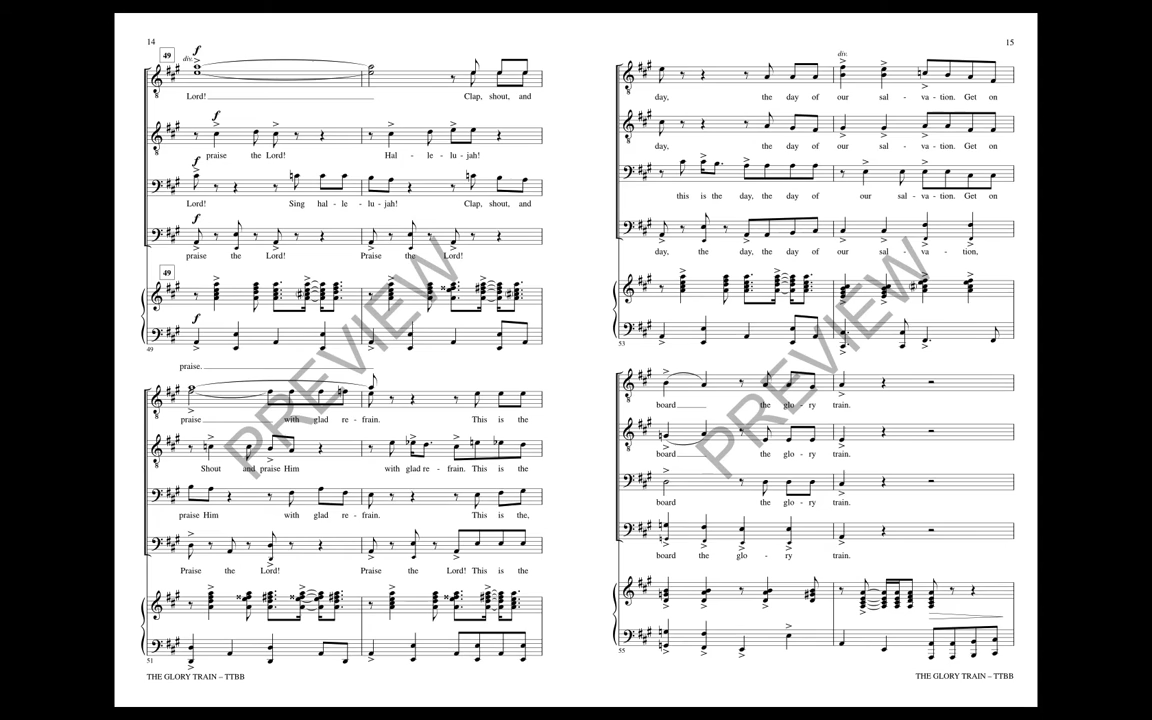 14
49
f
div.
Lord!
Clap, shout, and
f
praise the Lord! Hal - le - lu - jah!
f
Lord! Sing hal - le - lu - jah! Clap, shout, and
f
praise the Lord! Praise the Lord!
49
f
49
praise.
praise with glad re - frain. This is the
Shout and praise Him with glad re - frain. This is the
praise Him with glad re - frain. This is the,
Praise the Lord! Praise the Lord! This is the
51
THE GLORY TRAIN – TTBB
PREVIEW
15
div.
day, the day of our sal - va - tion. Get on
day, the day of our sal - va - tion. Get on
this is the day, the day of our sal - va - tion. Get on
day, the day, the day of our sal - va - tion,
53
board the glo - ry train.
board the glo - ry train.
board the glo - ry train.
board the glo - ry train.
55
THE GLORY TRAIN – TTBB
PREVIEW